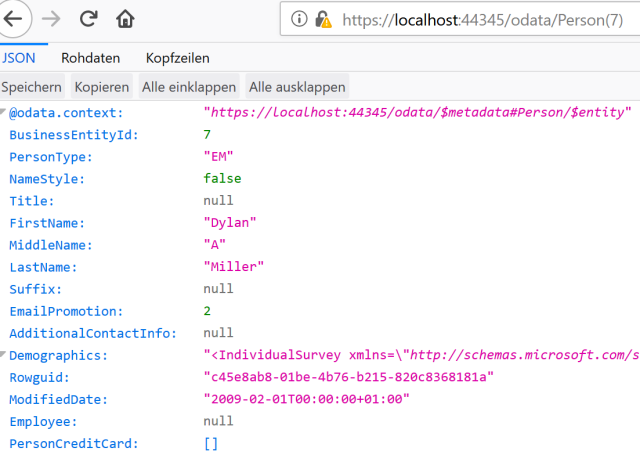 https://localhost:44345/odata/Person(7)
JSON Rohdaten Kopfzeilen
Speichern Kopieren Alle einklappen Alle ausklappen
@odata.context: "https://localhost:44345/odata/$metadata#Person/$entity"
BusinessEntityId: 7
PersonType: "EM"
NameStyle: false
Title: null
FirstName: "Dylan"
MiddleName: "A"
LastName: "Miller"
Suffix: null
EmailPromotion: 2
AdditionalContactInfo: null
Demographics: "<IndividualSurvey xmlns=\"http://schemas.microsoft.com/s
Rowguid: "c45e8ab8-01be-4b76-b215-820c8368181a"
ModifiedDate: "2009-02-01T00:00:00+01:00"
Employee: null
PersonCreditCard: []